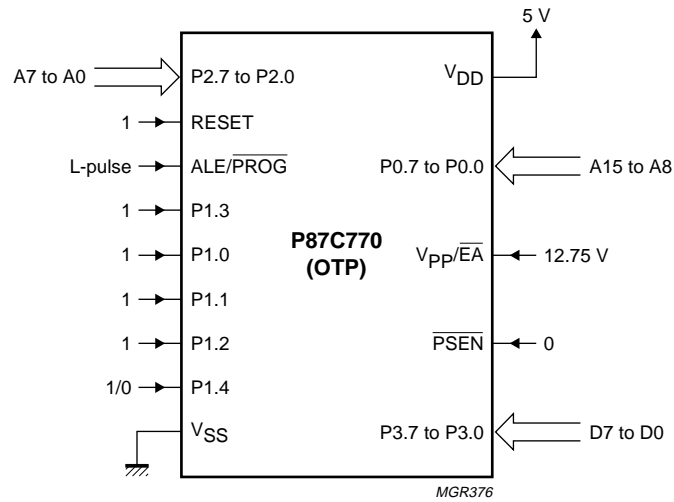 5 V
A7 to A0 P2.7 to P2.0 VDD
1 RESET
L-pulse ALE/PROG P0.7 to P0.0 A15 to A8
1 P1.3
P87C770
1 P1.0 VPP/EA 12.75 V
(OTP)
1 P1.1
1 P1.2 PSEN 0
1/0 P1.4
VSS P3.7 to P3.0 D7 to D0
MGR376